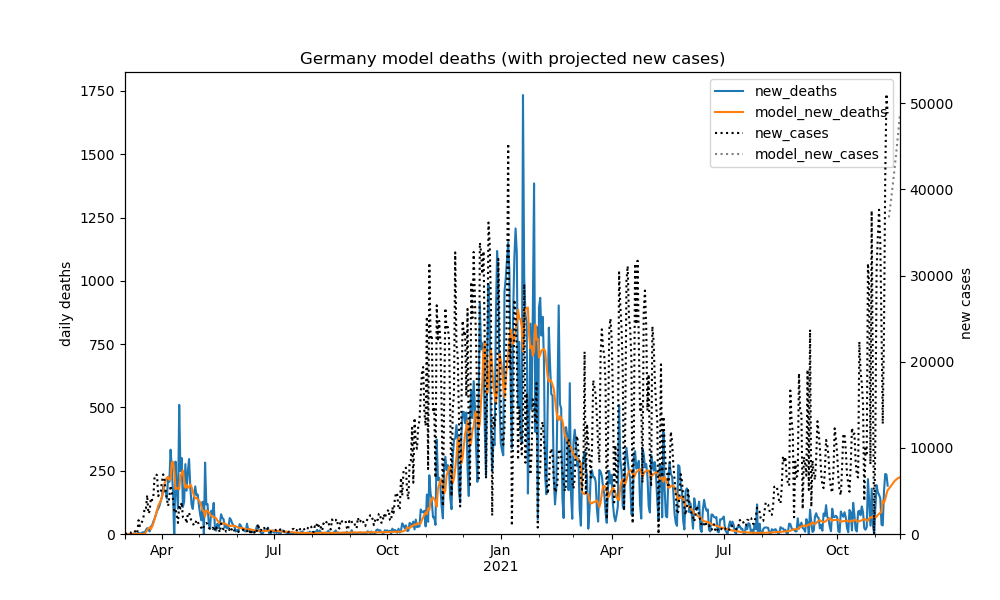 Germany model deaths (with projected new cases)
new_deaths
model_new_deaths
new_cases
model_new_cases
1750
1500
1250
1000
750
500
250
0
daily deaths
50000
40000
30000
20000
10000
0
new cases
Apr
Jul
Oct
Jan
2021
Apr
Jul
Oct